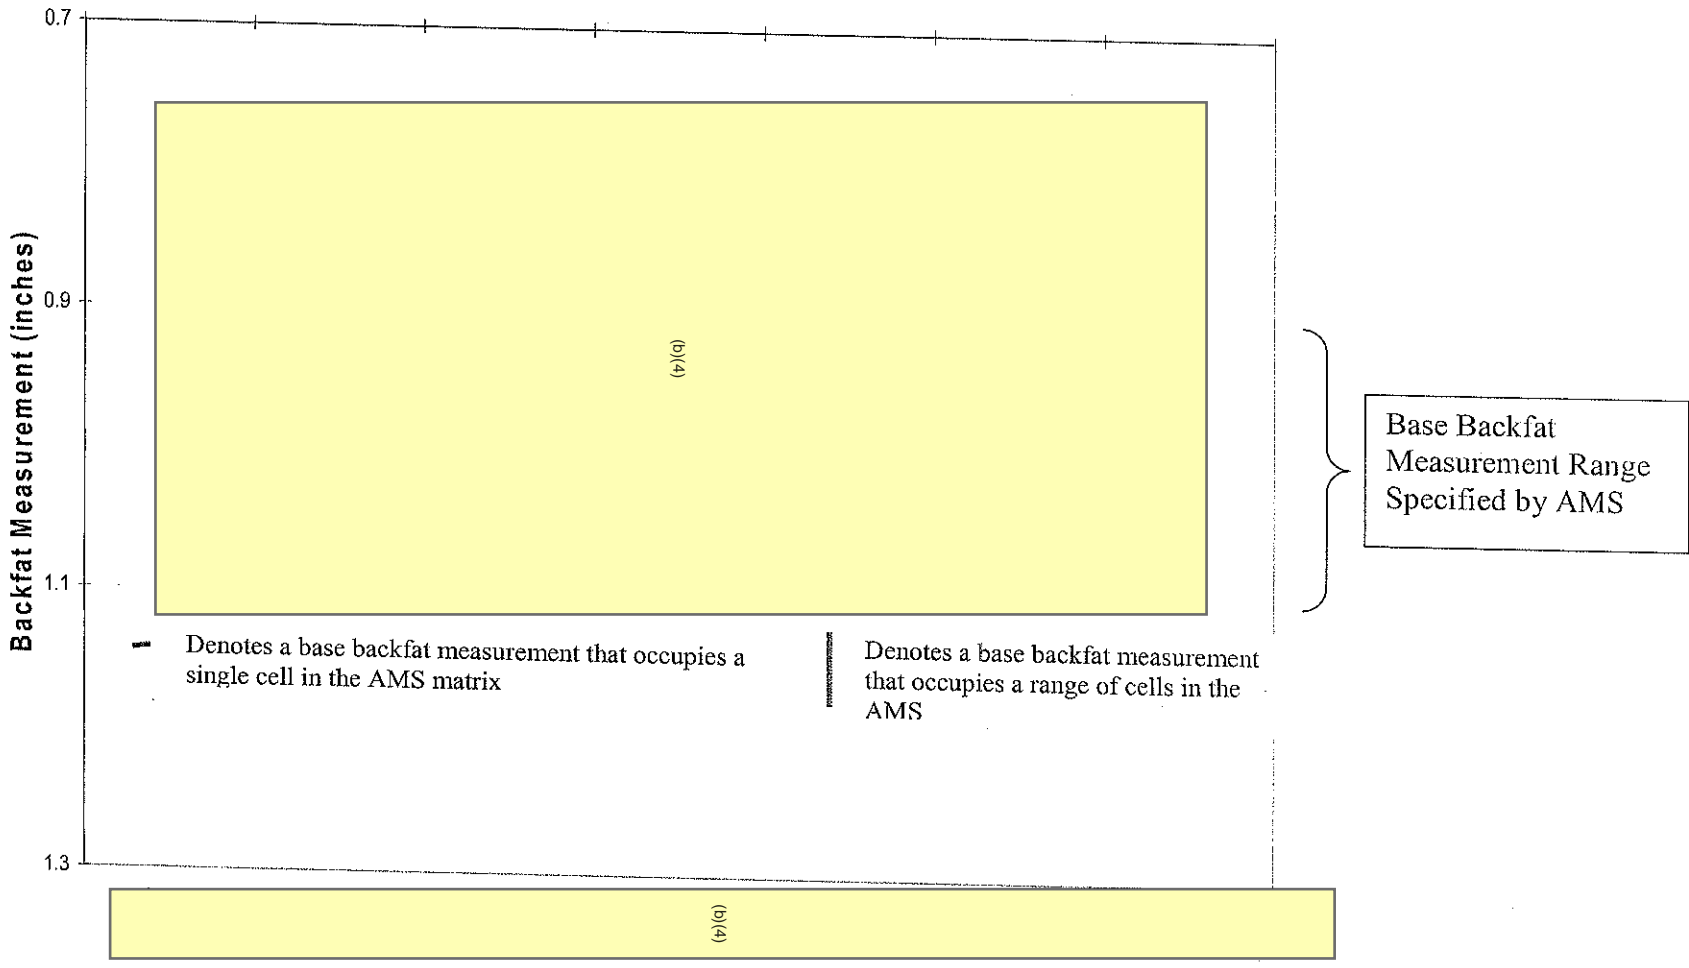 0.7
Backfat Measurement (inches)
0.9
(b)(4)
Base Backfat
Measurement Range
Specified by AMS
1.1
Denotes a base backfat measurement that occupies a
single cell in the AMS matrix
Denotes a base backfat measurement
that occupies a range of cells in the
AMS
1.3
(b)(4)